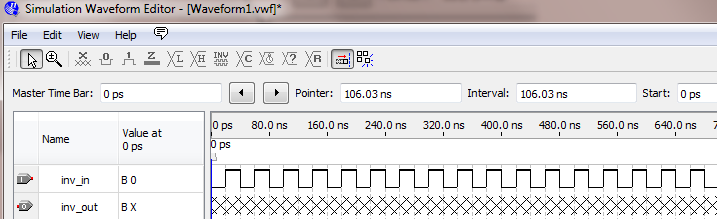 Simulation Waveform Editor - [Waveform1.vwf]*
File Edit View Help
Master Time Bar: 0 ps Pointer: 106.03 ns Interval: 106.03 ns Start: 0 ps
Name Value at 0 ps
0 ps 80.0 ns 160.0 ns 240.0 ns 320.0 ns 400.0 ns 480.0 ns 560.0 ns 640.0 ns
0 ps
inv_in B 0
inv_out B X